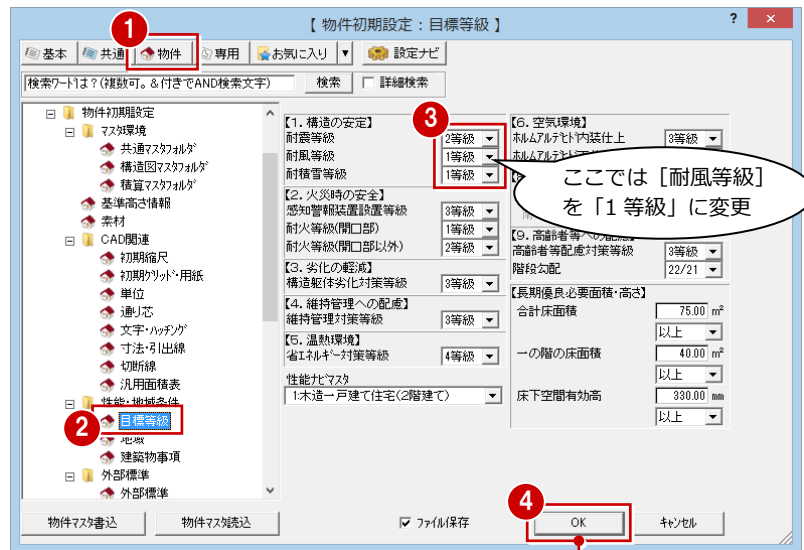 【 物件初期設定：目標等級 】
? ×
1
基本 共通 物件 専用 お気に入り ▼ 設定ナビ
検索ワードは？(複数可。＆付きでAND検索文字) 検索 詳細検索
物件初期設定
マスタ環境
共通マスタフォルダ
構造図マスタフォルダ
積算マスタフォルダ
基準高さ情報
素材
CAD関連
初期縮尺
初期グリッド・用紙
単位
通り芯
文字・ハッチング
寸法・引出線
切断線
汎用面積表
性能・地域条件
2
目標等級
地域
建築物事項
外部標準
外部標準
【1. 構造の安定】
3
耐震等級 2等級
耐風等級 1等級
耐積雪等級 1等級
【2. 火災時の安全】
感知警報装置設置等級 3等級
耐火等級(開口部) 1等級
耐火等級(開口部以外) 2等級
【3. 劣化の軽減】
構造躯体劣化対策等級 3等級
【4. 維持管理への配慮】
維持管理対策等級 3等級
【5. 温熱環境】
省エネルギー対策等級 4等級
性能ナビマスタ
1:木造一戸建て住宅(2階建て)
【6. 空気環境】
ホルムアルデヒド内装仕上 3等級
ここでは［耐風等級］
を「1 等級」に変更
高齢者等配慮対策等級 3等級
階段勾配 22/21
【長期優良必要面積・高さ】
合計床面積 75.00 m²
以上
一の階の床面積 40.00 m²
以上
床下空間有効高 330.00 mm
以上
4
物件マスタ書込 物件マスタ読込 ファイル保存 OK キャンセル